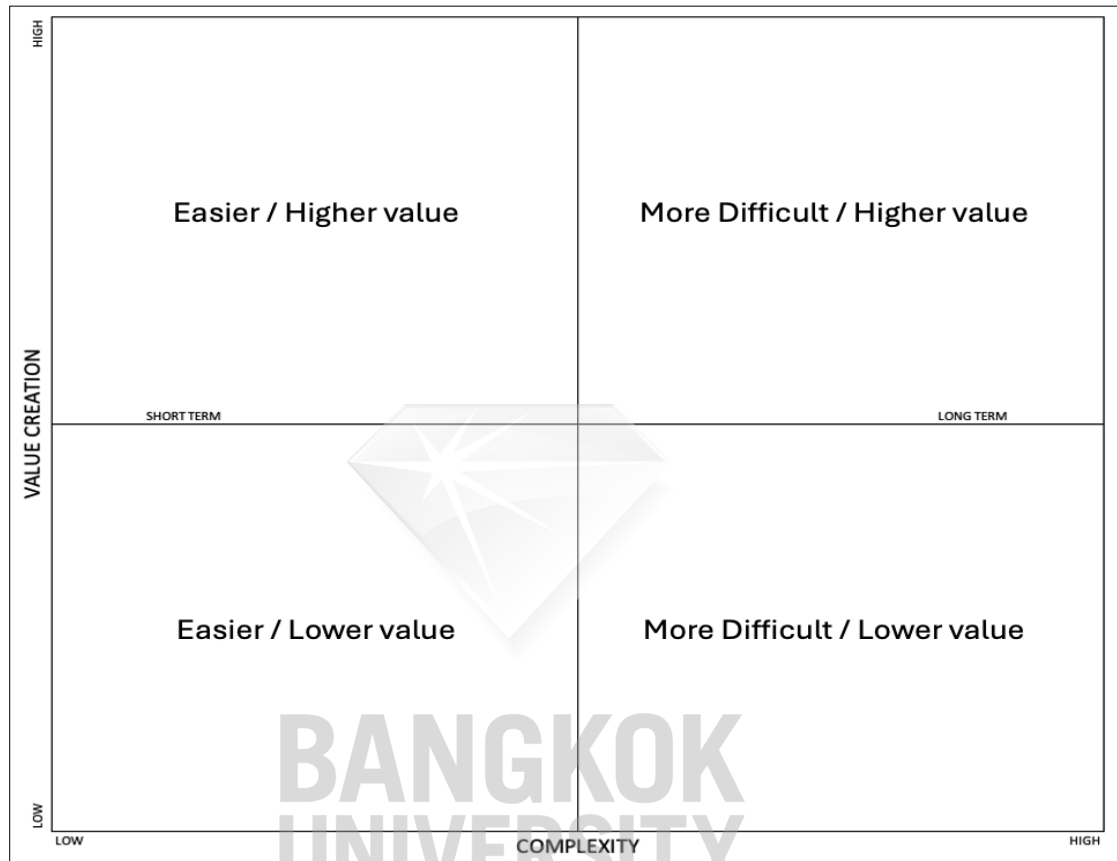 HIGH
Easier / Higher value
More Difficult / Higher value
VALUE CREATION
SHORT TERM
LONG TERM
Easier / Lower value
More Difficult / Lower value
BANGKOK
UNIVERSITY
LOW
LOW
COMPLEXITY
HIGH